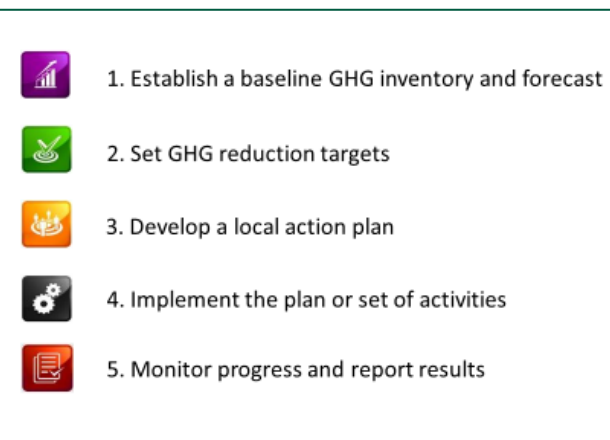 1. Establish a baseline GHG inventory and forecast
2. Set GHG reduction targets
3. Develop a local action plan
4. Implement the plan or set of activities
5. Monitor progress and report results